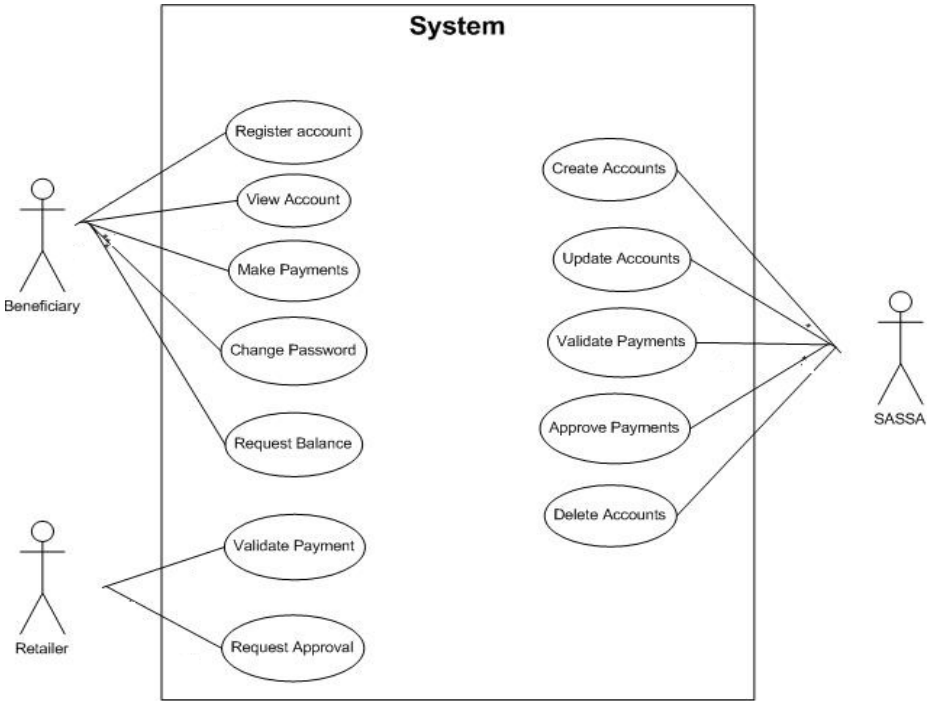 System
Register account
View Account
Make Payments
Change Password
Request Balance
Validate Payment
Request Approval
Create Accounts
Update Accounts
Validate Payments
Approve Payments
Delete Accounts
Beneficiary
Retailer
SASSA